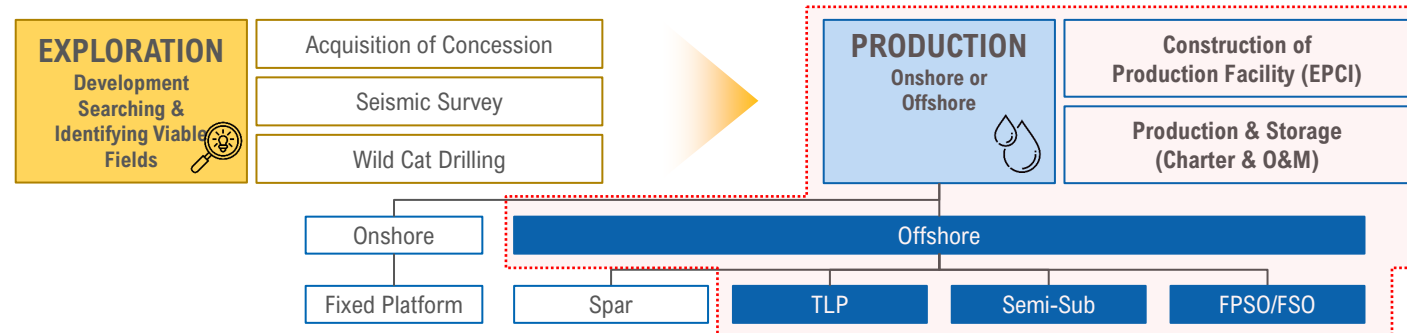 EXPLORATION
Development
Searching &
Identifying Viable
Fields
Acquisition of Concession
Seismic Survey
Wild Cat Drilling
PRODUCTION
Onshore or
Offshore
Construction of
Production Facility (EPCI)
Production & Storage
(Charter & O&M)
Onshore
Offshore
Fixed Platform
Spar
TLP
Semi-Sub
FPSO/FSO